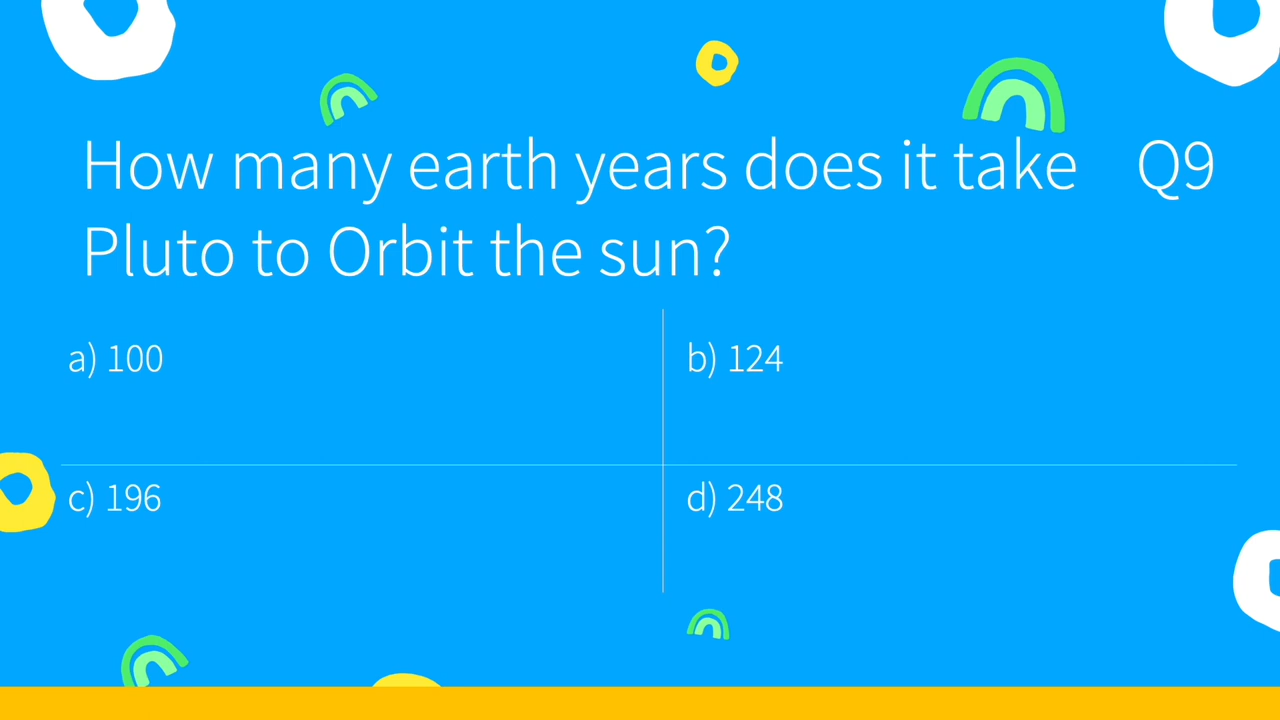 How many earth years does it take Q9
Pluto to Orbit the sun?
a) 100
b) 124
c) 196
d) 248